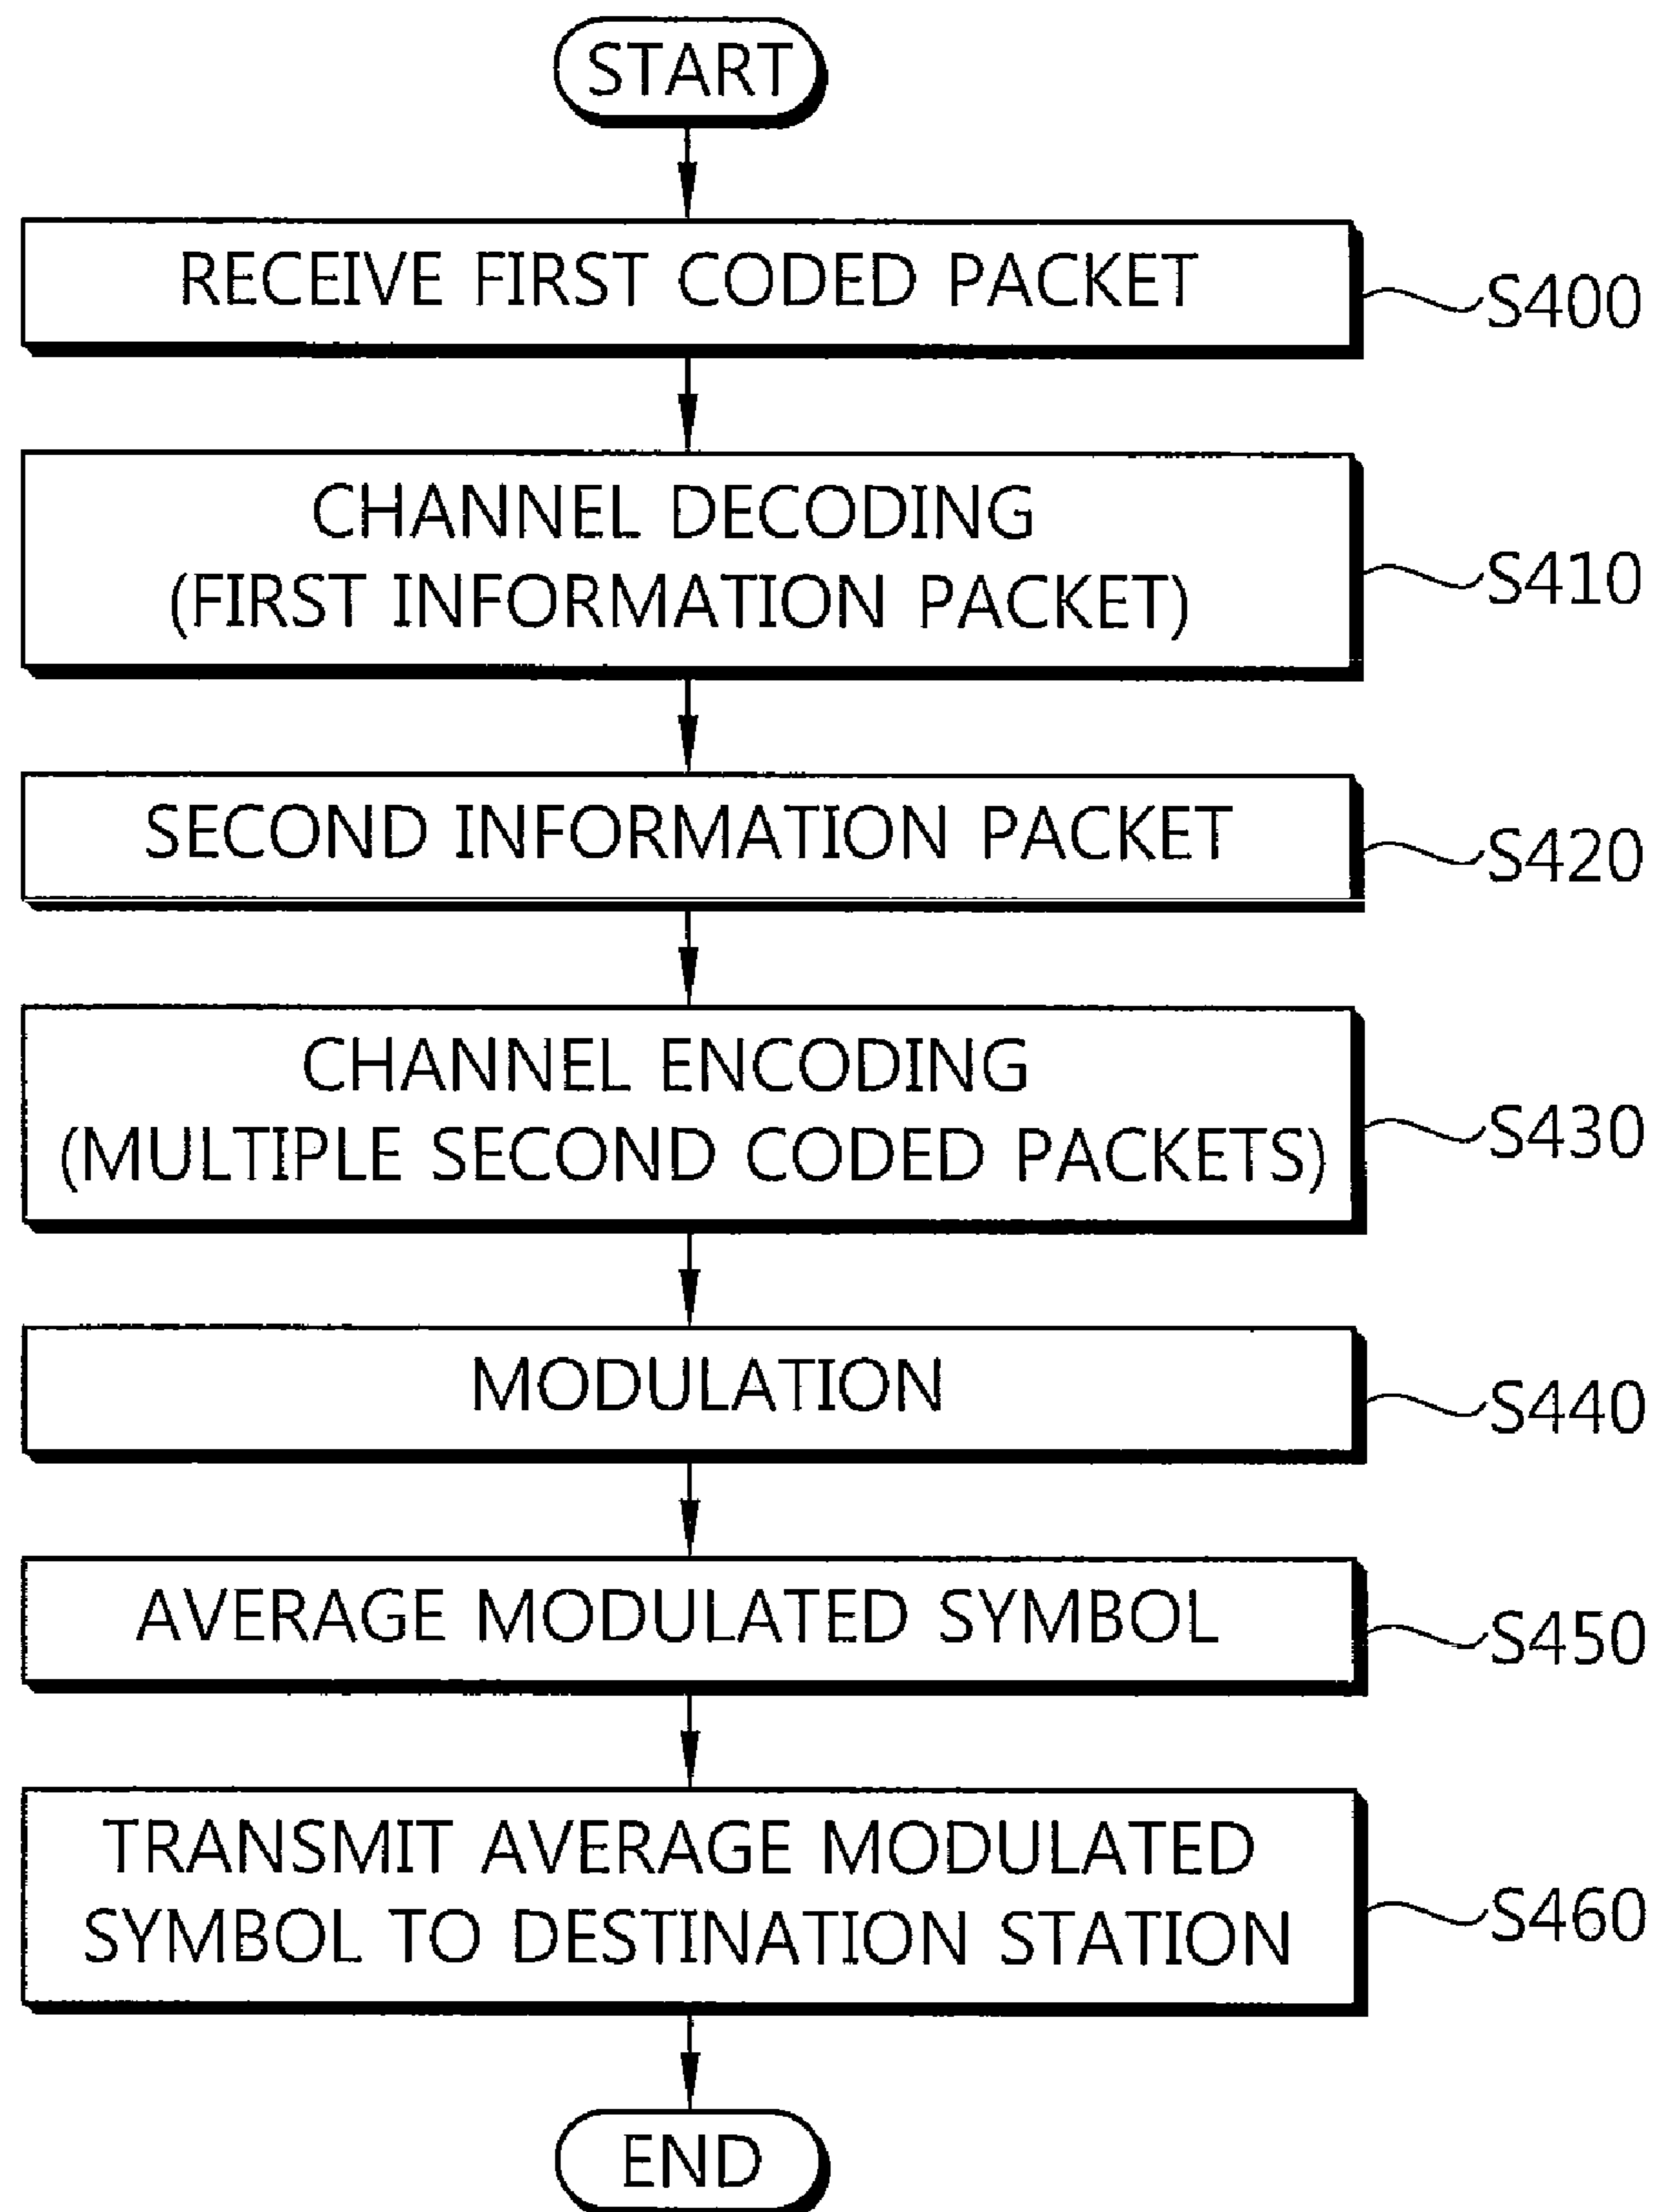 START
RECEIVE FIRST CODED PACKET
S400
CHANNEL DECODING
(FIRST INFORMATION PACKET)
S410
SECOND INFORMATION PACKET
S420
CHANNEL ENCODING
(MULTIPLE SECOND CODED PACKETS)
S430
MODULATION
S440
AVERAGE MODULATED SYMBOL
S450
TRANSMIT AVERAGE MODULATED
SYMBOL TO DESTINATION STATION
S460
END